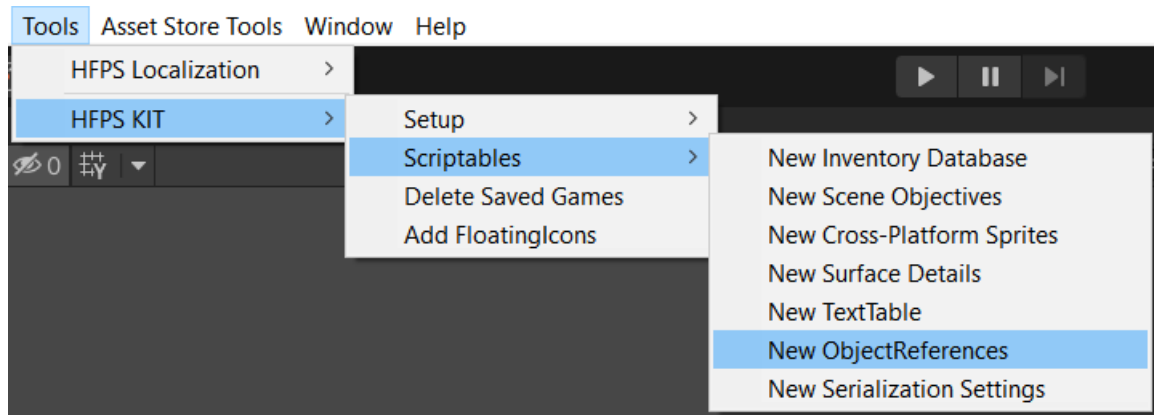 Tools Asset Store Tools Window Help
HFPS Localization >
HFPS KIT >
0
Setup >
Scriptables >
Delete Saved Games
Add FloatingIcons
New Inventory Database
New Scene Objectives
New Cross-Platform Sprites
New Surface Details
New TextTable
New ObjectReferences
New Serialization Settings